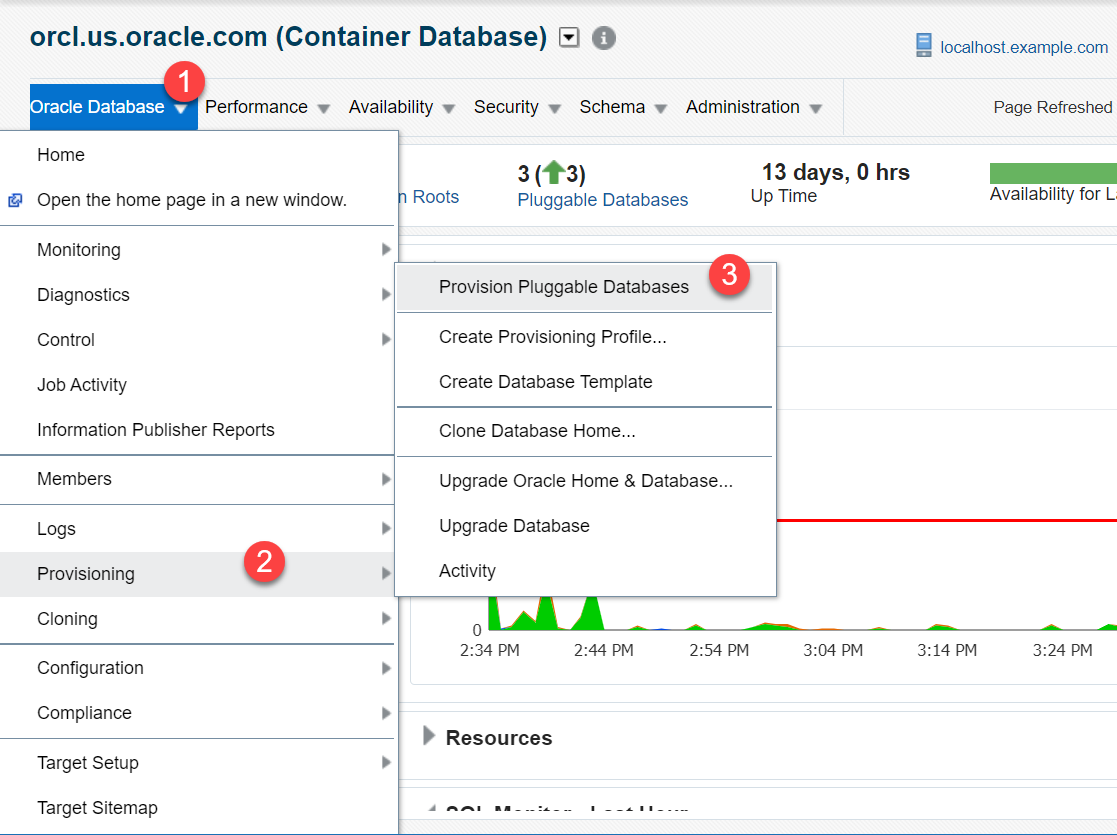 orcl.us.oracle.com (Container Database)
localhost.example.com
1
Oracle Database Performance Availability Security Schema Administration
Page Refreshed
Home
Open the home page in a new window.
Monitoring
Diagnostics
Control
Job Activity
Information Publisher Reports
Members
Logs
Provisioning
2
Cloning
Configuration
Compliance
Target Setup
Target Sitemap
n Roots
3 (3)
Pluggable Databases
13 days, 0 hrs
Up Time
Availability for La
Provision Pluggable Databases
3
Create Provisioning Profile...
Create Database Template
Clone Database Home...
Upgrade Oracle Home & Database...
Upgrade Database
Activity
0
2:34 PM 2:44 PM 2:54 PM 3:04 PM 3:14 PM 3:24 PM
Resources
SQL Monitor - Last Hour